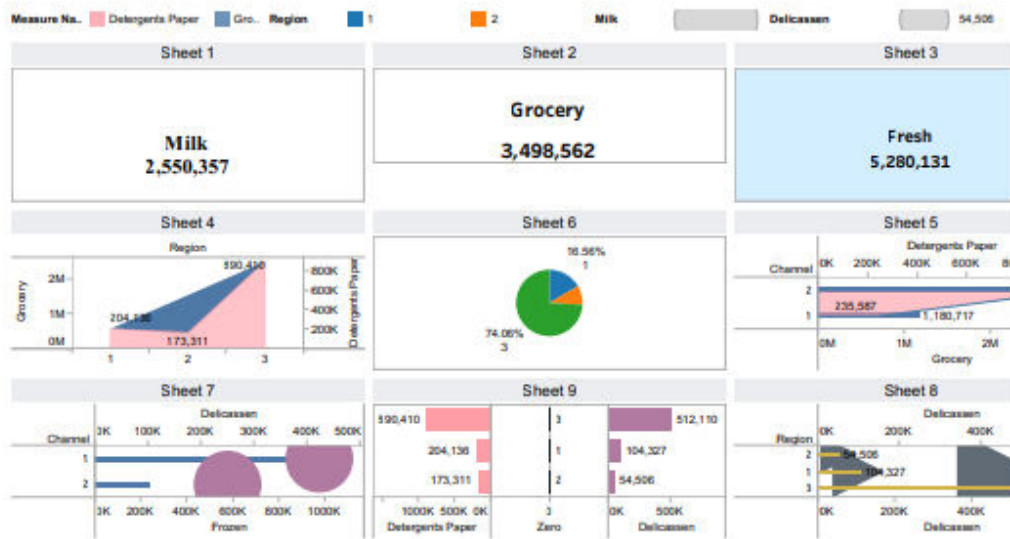 Measure Na.. Detergents Paper Gro.. Region 1 2 Milk Delicassen 54,506
Sheet 1 Sheet 2 Sheet 3
Milk
2,550,357
Grocery
3,498,562
Fresh
5,280,131
Sheet 4
Region
590,410
204,136
173,311
2M
1M
0M
Grocery
800K
600K
400K
200K
Detergents Paper
1 2 3
Sheet 6
16.56%
1
74.06%
3
Sheet 5
Detergents Paper
0K 200K 400K 600K
Channel
2
235,587
1 1,180,717
0M 1M 2M
Grocery
Sheet 7
Delicassen
100K 200K 300K 400K 500K
Channel
1
2
200K 400K 600K 800K 1000K
Frozen
Sheet 9
590,410 3 512,110
204,136 1 104,327
173,311 2 54,506
1000K 500K 0K 0K 500K
Detergents Paper Zero Delicassen
Sheet 8
Delicassen
0K 200K 400K
Region
2 54,506
1 104,327
3
0K 200K 400K
Delicassen